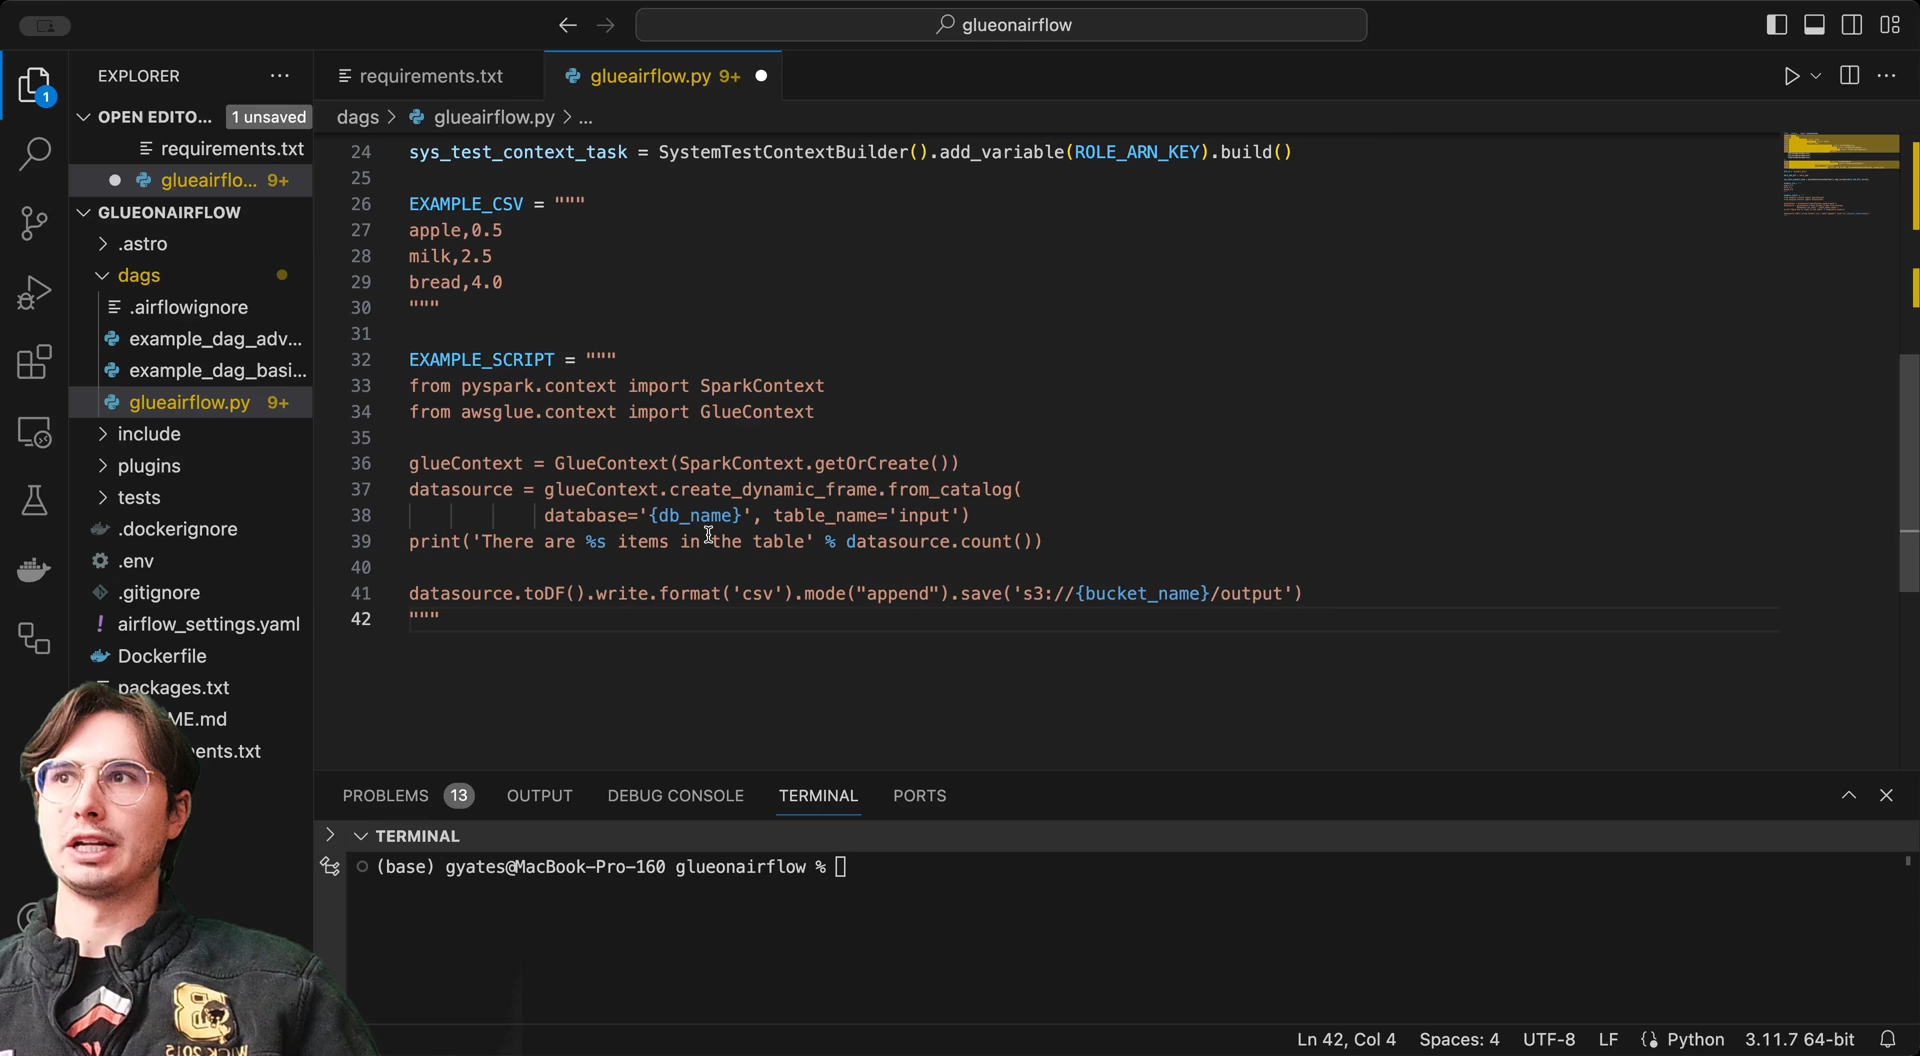 glueonairflow
EXPLORER
requirements.txt
glueairflow.py 9+
OPEN EDITO... 1 unsaved
requirements.txt
glueairflo... 9+
GLUEONAIRFLOW
.astro
dags
.airflowignore
example_dag_adv...
example_dag_basi...
glueairflow.py 9+
include
plugins
tests
.dockerignore
.env
.gitignore
airflow_settings.yaml
Dockerfile
packages.txt
ME.md
ents.txt
1
dags > glueairflow.py > ...
24 sys_test_context_task = SystemTestContextBuilder().add_variable(ROLE_ARN_KEY).build()
25
26 EXAMPLE_CSV = """
27 apple,0.5
28 milk,2.5
29 bread,4.0
30 """
31
32 EXAMPLE_SCRIPT = """
33 from pyspark.context import SparkContext
34 from awsglue.context import GlueContext
35
36 glueContext = GlueContext(SparkContext.getOrCreate())
37 datasource = glueContext.create_dynamic_frame.from_catalog(
38 database='{db_name}', table_name='input')
39 print('There are %s items in the table' % datasource.count())
40
41 datasource.toDF().write.format('csv').mode("append").save('s3://{bucket_name}/output')
42 """
PROBLEMS 13 OUTPUT DEBUG CONSOLE TERMINAL PORTS
TERMINAL
(base) gyates@MacBook-Pro-160 glueonairflow %
Ln 42, Col 4 Spaces: 4 UTF-8 LF Python 3.11.7 64-bit